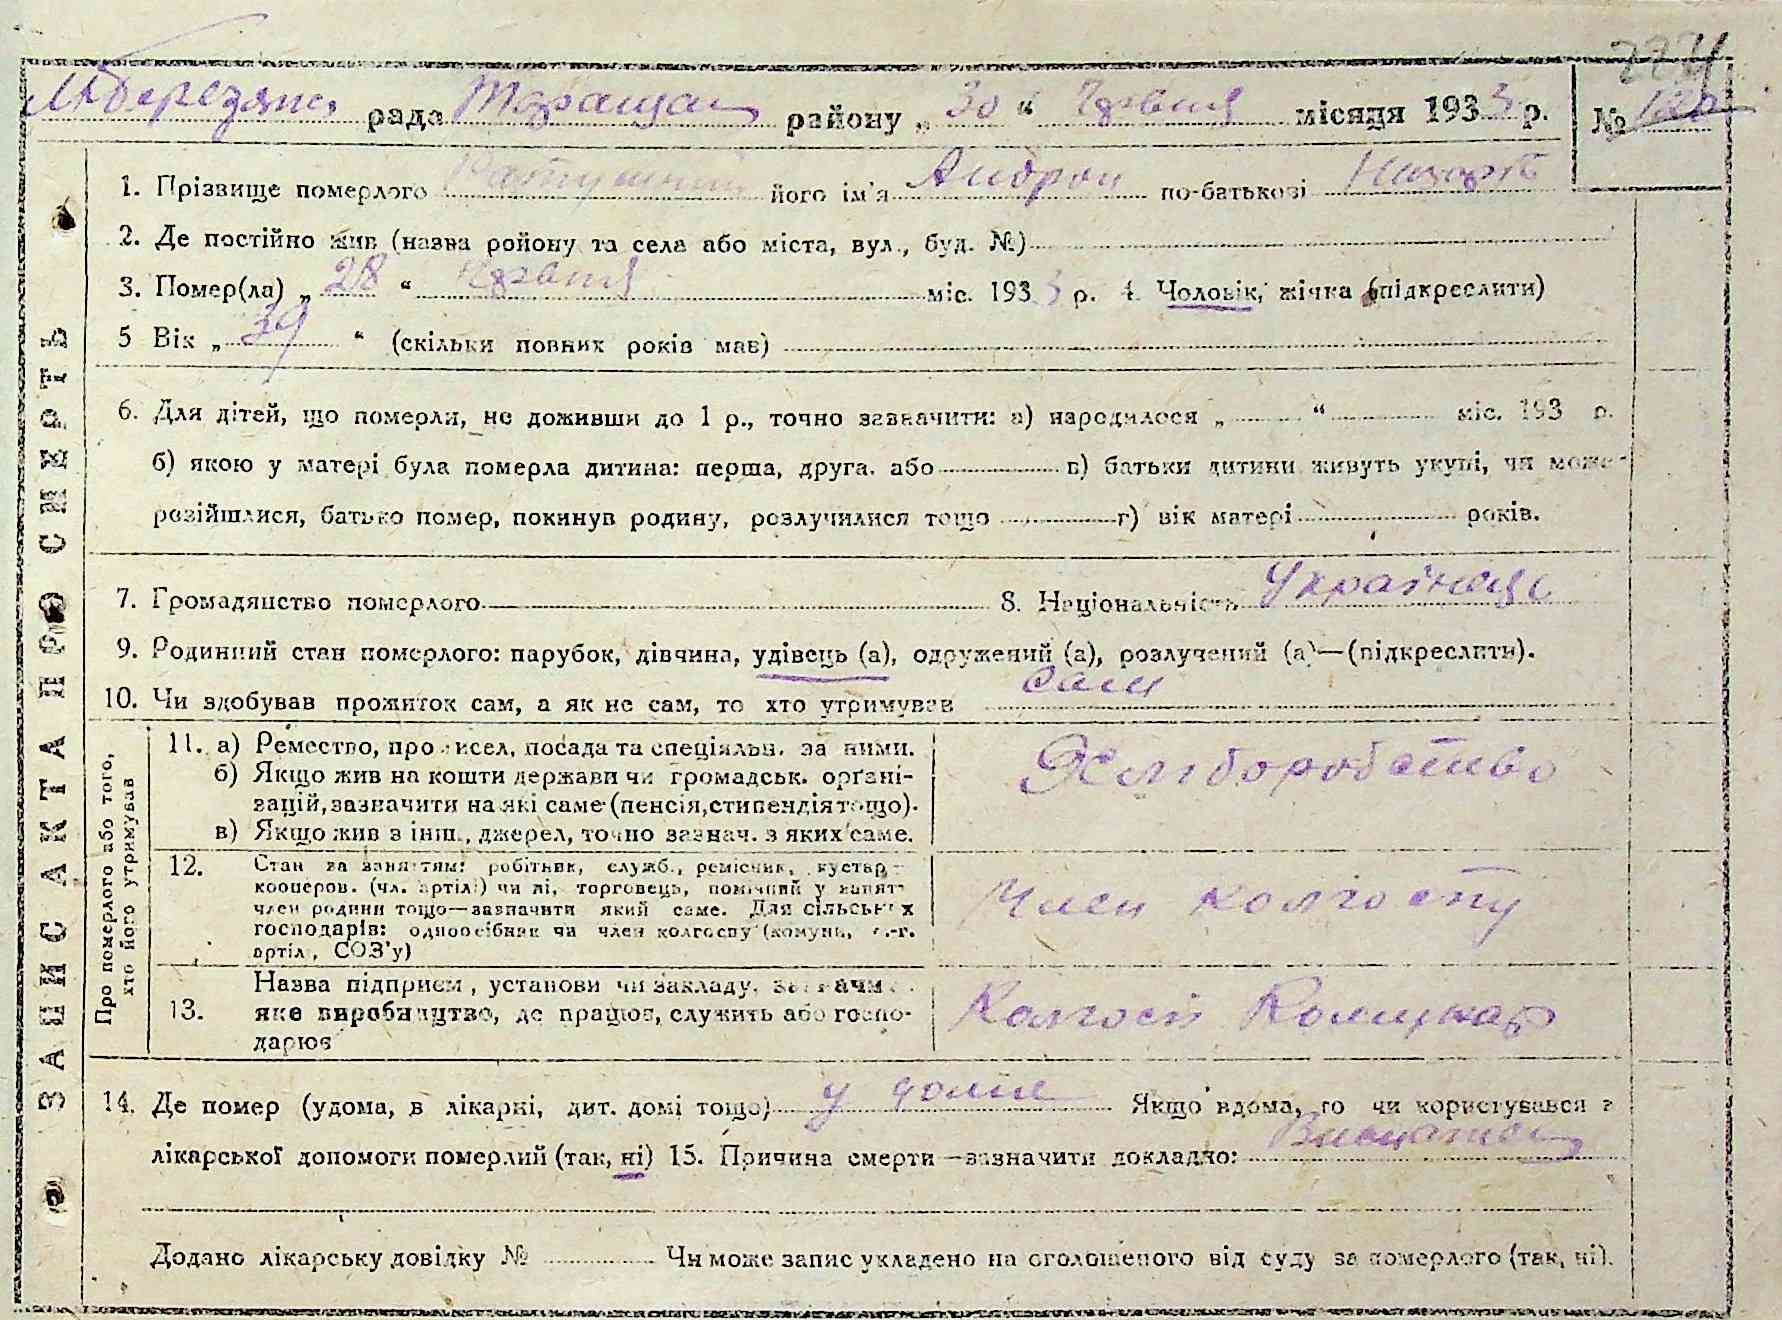 224
М Березян рада Таращан району „ 30 “ Червня місяця 1933 р. № 120
1. Прізвище померлого Ратушний його ім'я Андрон по-батькові Назарів
2. Де постійно жив (назва ройону та села або міста, вул., буд. №)
3. Помер(ла) „ 28 “ Червня міс. 1933 р. 4. Чоловік, жінка (підкреслити)
5 Вік „ 39 “ (скільки повних років мав)
6. Для дітей, що померли, не доживши до 1 р., точно зазначити: а) народилося „ “ міс. 193 р.
б) якою у матері була померла дитина: перша, друга. або в) батьки дитини живуть укупі, чи може
розійшлися, батько помер, покинув родину, розлучилися тощо г) вік матері років.
7. Громадянство померлого 8. Національність Українець
9. Родинний стан померлого: парубок, дівчина, удівець (а), одружений (а), розлучений (а)—(підкреслити).
10. Чи здобував прожиток сам, а як не сам, то хто утримував сам
ЗАПИС АКТА ПРО СМЕРТЬ
Про померлого або того,
хто його утримував
11. а) Ремество, промисел, посада та спеціяльн. за ними.
б) Якщо жив на кошти держави чи громадськ. орґані-
зацій, зазначити на які саме (пенсія, стипендія тощо).
в) Якщо жив з інш., джерел, точно зазнач. з яких саме.
Хліборобство
12. Стан за заняттям: робітник, служб., ремісник, кустар
кооперов. (чл. артілі) чи ні, торговець, помічний у занят
член родини тощо—зазначити який саме. Для сільських
господарів: одноосібник чи член колгоспу (комуни, с.-г.
артіл, СОЗ'у)
Член колгоспу
13. Назва підприєм, установи чи закладу,
яке виробництво, де працює, служить або госпо-
дарює
Колгосп
14. Де помер (удома, в лікарні, дит. домі тощо) у доме Якщо вдома, то чи користувався з
лікарської допомоги померлий (так, ні) 15. Причина смерти—зазначити докладно:
Додано лікарську довідку № Чи може запис укладено на оголошеного від суду за померлого (так, ні).